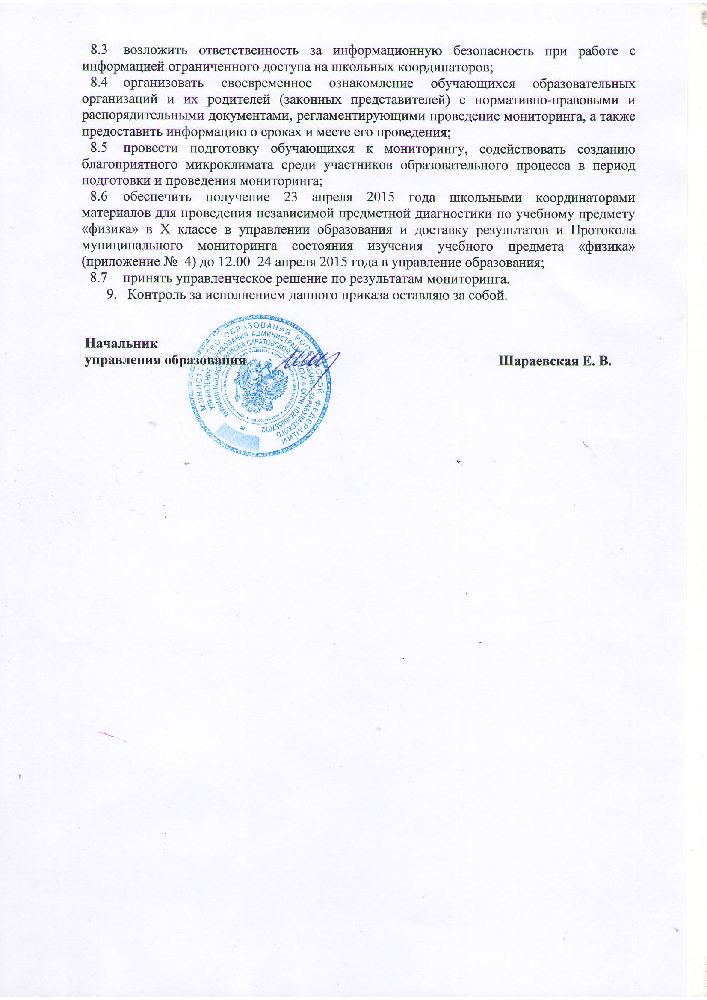 8.3 возложить ответственность за информационную безопасность при работе с
информацией ограниченного доступа на школьных координаторов;
8.4 организовать своевременное ознакомление обучающихся образовательных
организаций и их родителей (законных представителей) с нормативно-правовыми и
распорядительными документами, регламентирующими проведение мониторинга, а также
предоставить информацию о сроках и месте его проведения;
8.5 провести подготовку обучающихся к мониторингу, содействовать созданию
благоприятного микроклимата среди участников образовательного процесса в период
подготовки и проведения мониторинга;
8.6 обеспечить получение 23 апреля 2015 года школьными координаторами
материалов для проведения независимой предметной диагностики по учебному предмету
«физика» в X классе в управлении образования и доставку результатов и Протокола
муниципального мониторинга состояния изучения учебного предмета «физика»
(приложение № 4) до 12.00 24 апреля 2015 года в управление образования;
8.7 принять управленческое решение по результатам мониторинга.
9. Контроль за исполнением данного приказа оставляю за собой.
Начальник
управления образования Шараевская Е. В.
МИНИСТЕРСТВО ОБРАЗОВАНИЯ РОССИЙСКОЙ ФЕДЕРАЦИИ
УПРАВЛЕНИЕ ОБРАЗОВАНИЯ АДМИНИСТРАЦИИ БАЗАРНО-КАРАБУЛАКСКОГО
МУНИЦИПАЛЬНОГО РАЙОНА САРАТОВСКОЙ ОБЛАСТИ * ОГРН 1026400557072 *
ИНН 6404001931 * ИНН 6404001931 * ИНН 6404001931 * ИНН 6404001931